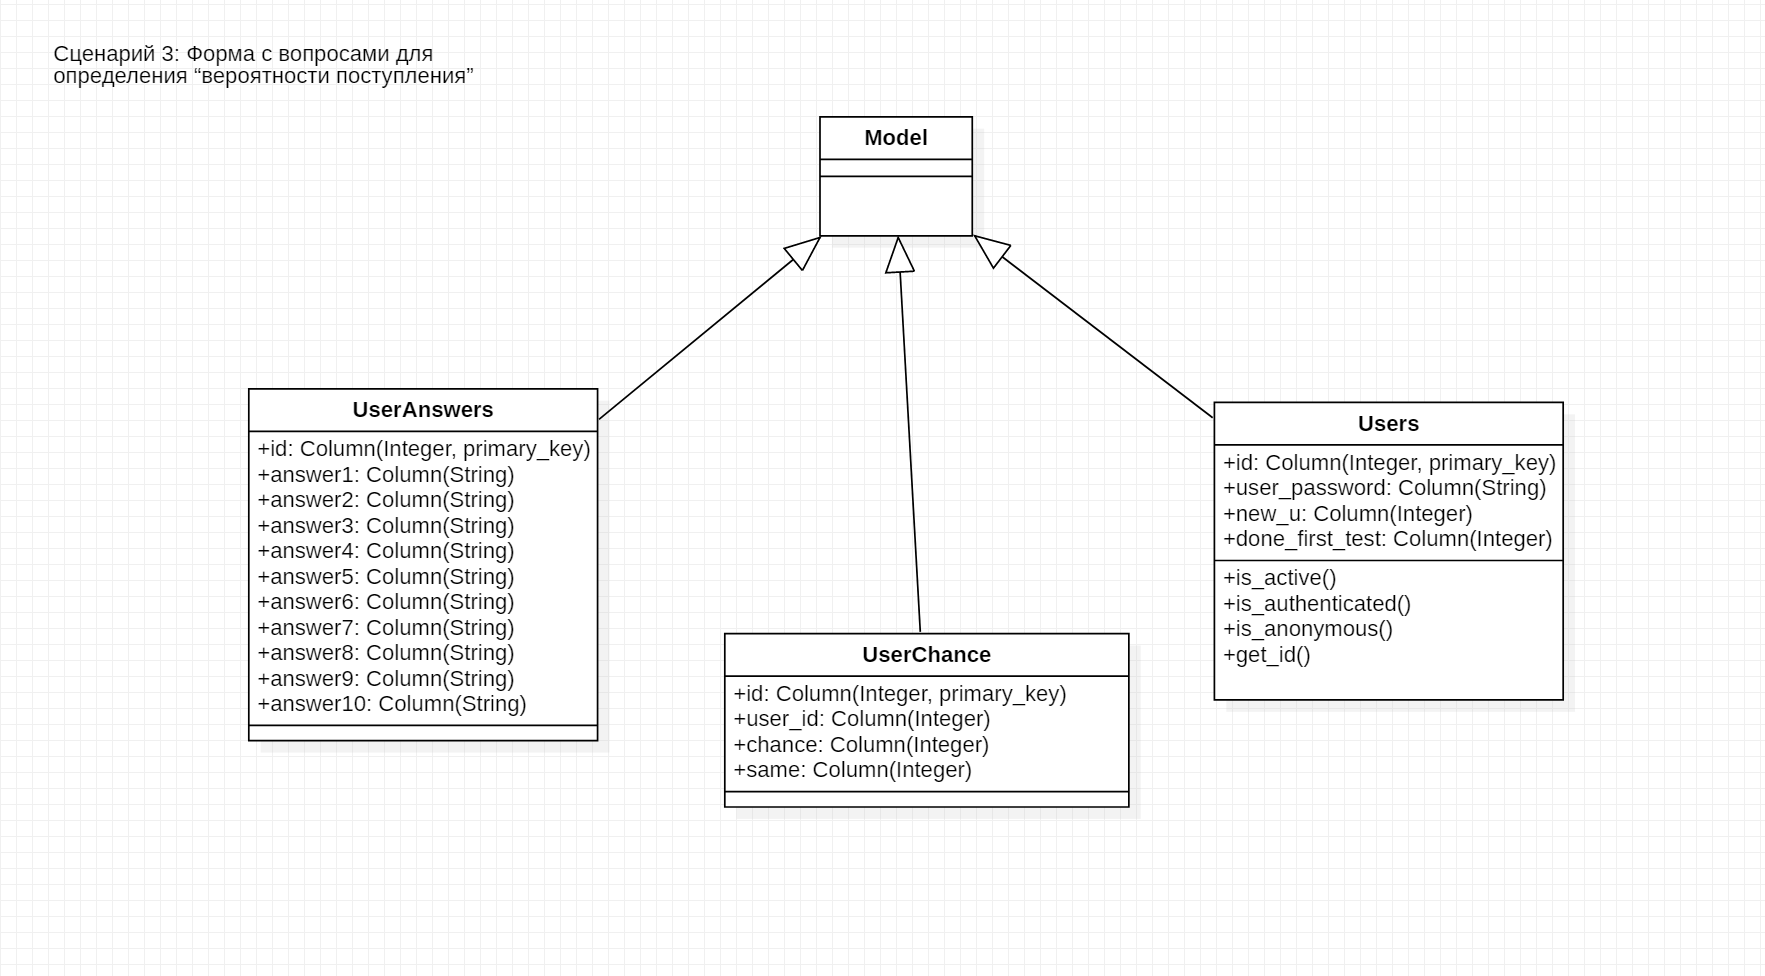 Сценарий 3: Форма с вопросами для
определения “вероятности поступления”
Model
UserAnswers
+id: Column(Integer, primary_key)
+answer1: Column(String)
+answer2: Column(String)
+answer3: Column(String)
+answer4: Column(String)
+answer5: Column(String)
+answer6: Column(String)
+answer7: Column(String)
+answer8: Column(String)
+answer9: Column(String)
+answer10: Column(String)
UserChance
+id: Column(Integer, primary_key)
+user_id: Column(Integer)
+chance: Column(Integer)
+same: Column(Integer)
Users
+id: Column(Integer, primary_key)
+user_password: Column(String)
+new_u: Column(Integer)
+done_first_test: Column(Integer)
+is_active()
+is_authenticated()
+is_anonymous()
+get_id()